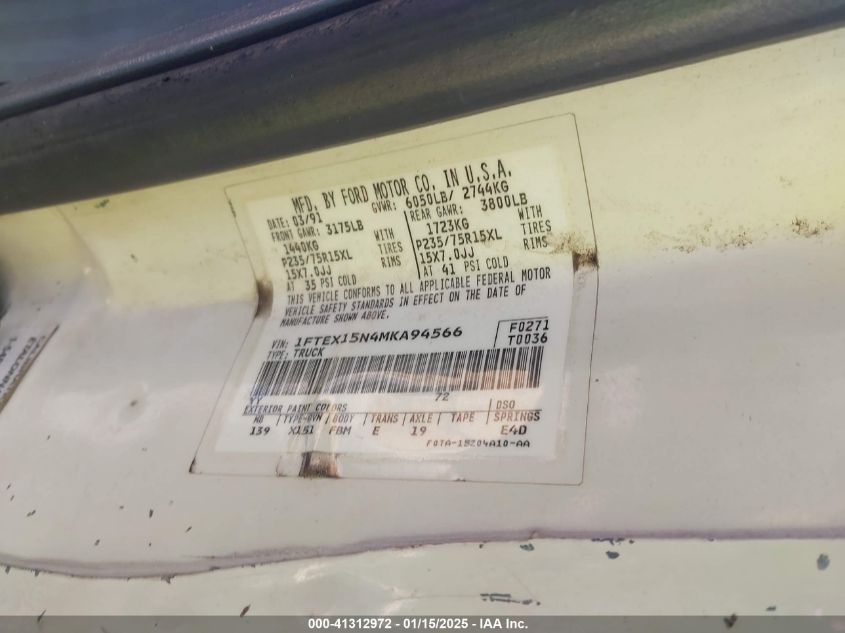 MFD. BY FORD MOTOR CO. IN U.S.A.
DATE: 03/91 GVWR: 6050LB/ 2744KG
FRONT GAWR: 3175LB REAR GAWR: 3800LB
1440KG WITH 1723KG WITH
P235/75R15XL TIRES P235/75R15XL TIRES
15X7.0JJ RIMS 15X7.0JJ RIMS
AT 35 PSI COLD AT 41 PSI COLD
THIS VEHICLE CONFORMS TO ALL APPLICABLE FEDERAL MOTOR
VEHICLE SAFETY STANDARDS IN EFFECT ON THE DATE OF
MANUFACTURE SHOWN ABOVE.
VIN: 1FTEX15N4MKA94566 F0271
TYPE: TRUCK T0036
72
EXTERIOR PAINT COLORS DSO
WB TYPE-GVW BODY TRANS AXLE TAPE SPRINGS
139 X151 FBM E 19 E4D
F0TA-15204A10-AA
000-41312972 - 01/15/2025 - IAA Inc.